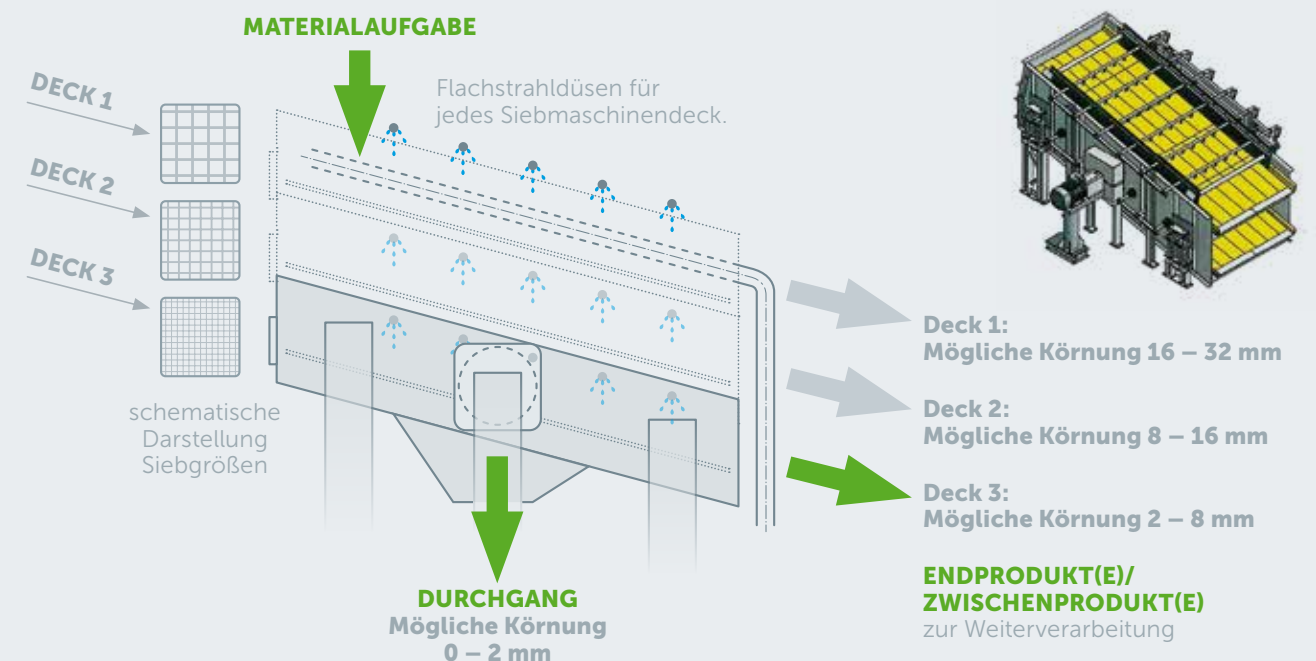 MATERIALAUFGABE
Flachstrahldüsen für
jedes Siebmaschinendeck.
DECK 1
DECK 2
DECK 3
schematische
Darstellung
Siebgrößen
Deck 1:
Mögliche Körnung 16 – 32 mm
Deck 2:
Mögliche Körnung 8 – 16 mm
Deck 3:
Mögliche Körnung 2 – 8 mm
ENDPRODUKT(E)/
ZWISCHENPRODUKT(E)
zur Weiterverarbeitung
DURCHGANG
Mögliche Körnung
0 – 2 mm